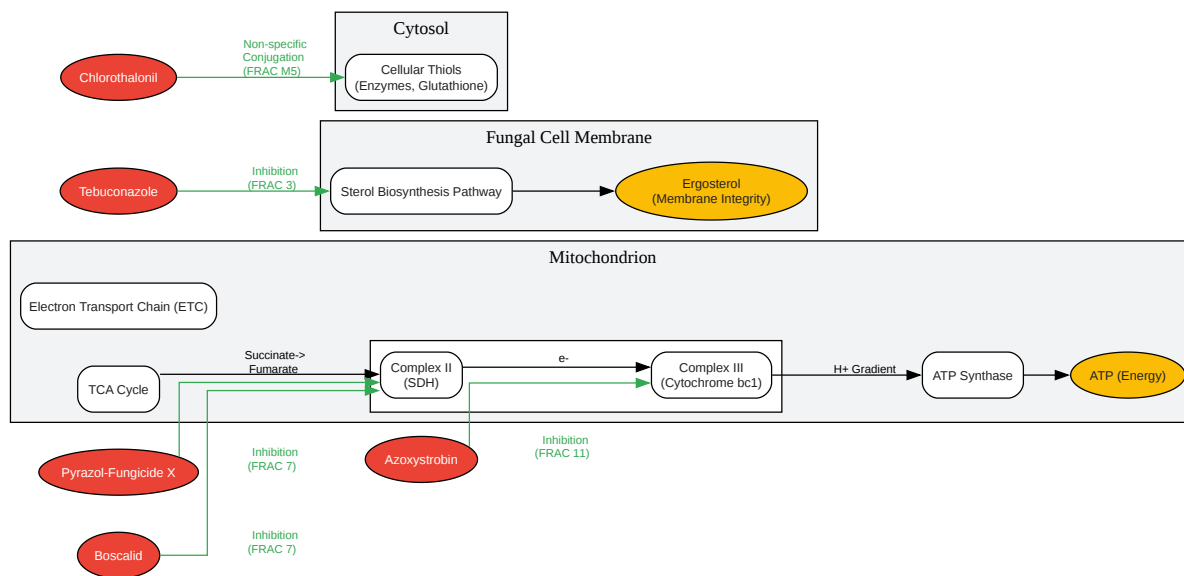 Cytosol
Non-specific
Conjugation
(FRAC M5)
Chlorothalonil
Cellular Thiols
(Enzymes, Glutathione)
Fungal Cell Membrane
Inhibition
(FRAC 3)
Tebuconazole
Sterol Biosynthesis Pathway
Ergosterol
(Membrane Integrity)
Mitochondrion
Electron Transport Chain (ETC)
Succinate->
Fumarate
TCA Cycle
Complex II
(SDH)
e-
Complex III
(Cytochrome bc1)
H+ Gradient
ATP Synthase
ATP (Energy)
Pyrazol-Fungicide X
Inhibition
(FRAC 7)
Azoxystrobin
Inhibition
(FRAC 11)
Boscalid
Inhibition
(FRAC 7)